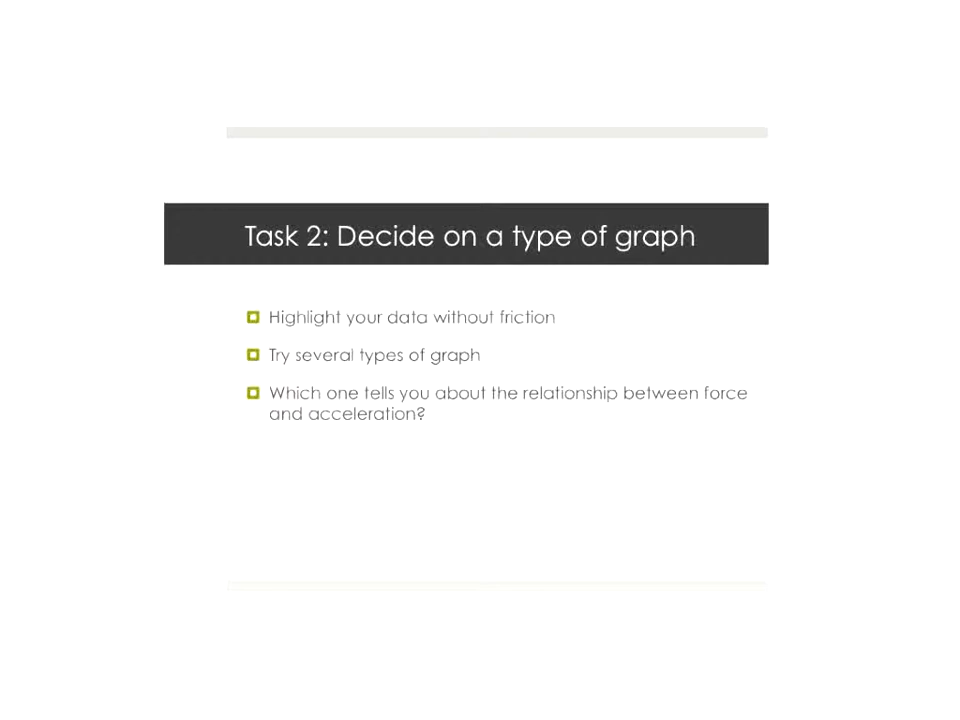 Task 2: Decide on a type of graph
Highlight your data without friction
Try several types of graph
Which one tells you about the relationship between force
and acceleration?